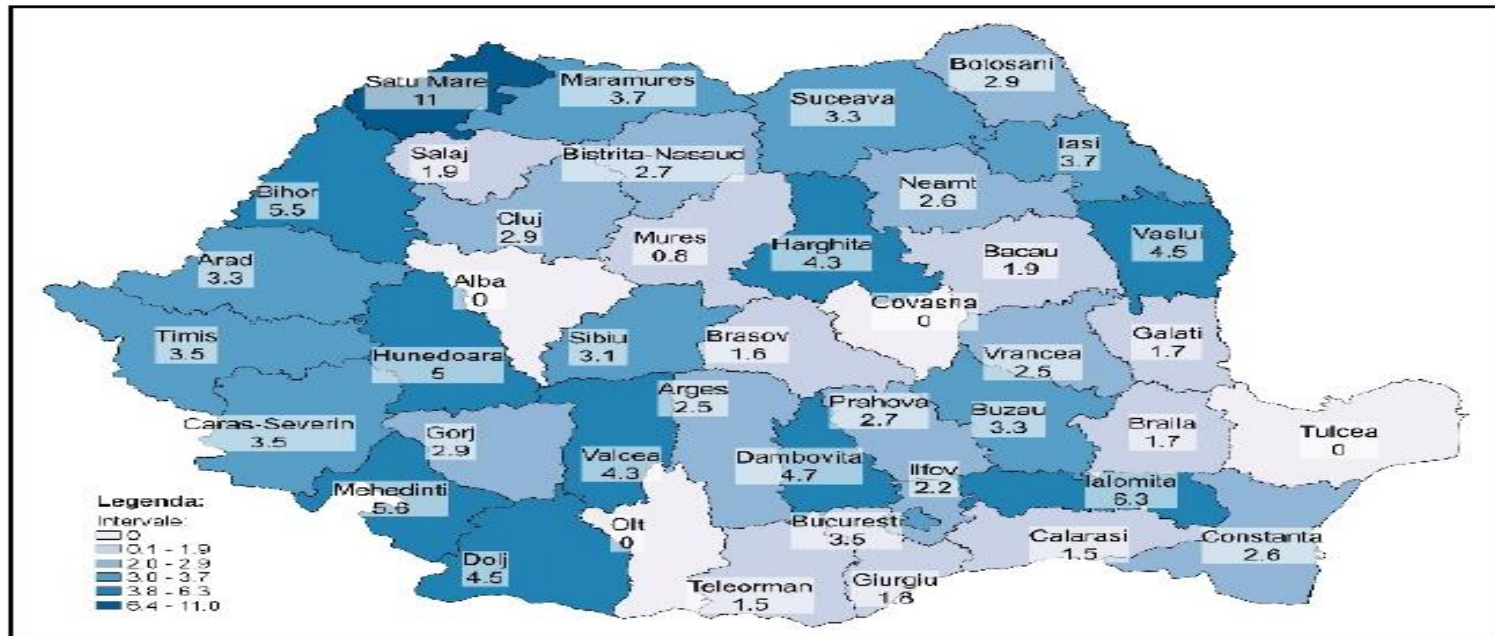 Botosani
2.9
Satu Mare
11
Maramures
3.7
Suceava
3.3
Iasi
3.7
Salaj
1.9
Bistrita-Nasaud
2.7
Neamt
2.6
Bihor
5.5
Cluj
2.9
Mures
0.8
Harghita
4.3
Bacau
1.9
Vaslui
4.5
Arad
3.3
Alba
0
Covasna
0
Timis
3.5
Hunedoara
5
Sibiu
3.1
Brasov
1.6
Vrancea
2.5
Galati
1.7
Caras-Severin
3.5
Gorj
2.9
Arges
2.5
Prahova
2.7
Buzau
3.3
Braila
1.7
Tulcea
0
Valcea
4.3
Dambovita
4.7
Ilfov
2.2
Ialomita
6.3
Mehedinti
5.6
Olt
0
Bucuresti
3.5
Calarasi
1.5
Constanta
2.6
Dolj
4.5
Teleorman
1.5
Giurgiu
1.8
Legenda:
Intervale:
0
0.1 - 1.9
2.0 - 2.9
3.0 - 3.7
3.8 - 6.3
6.4 - 11.0